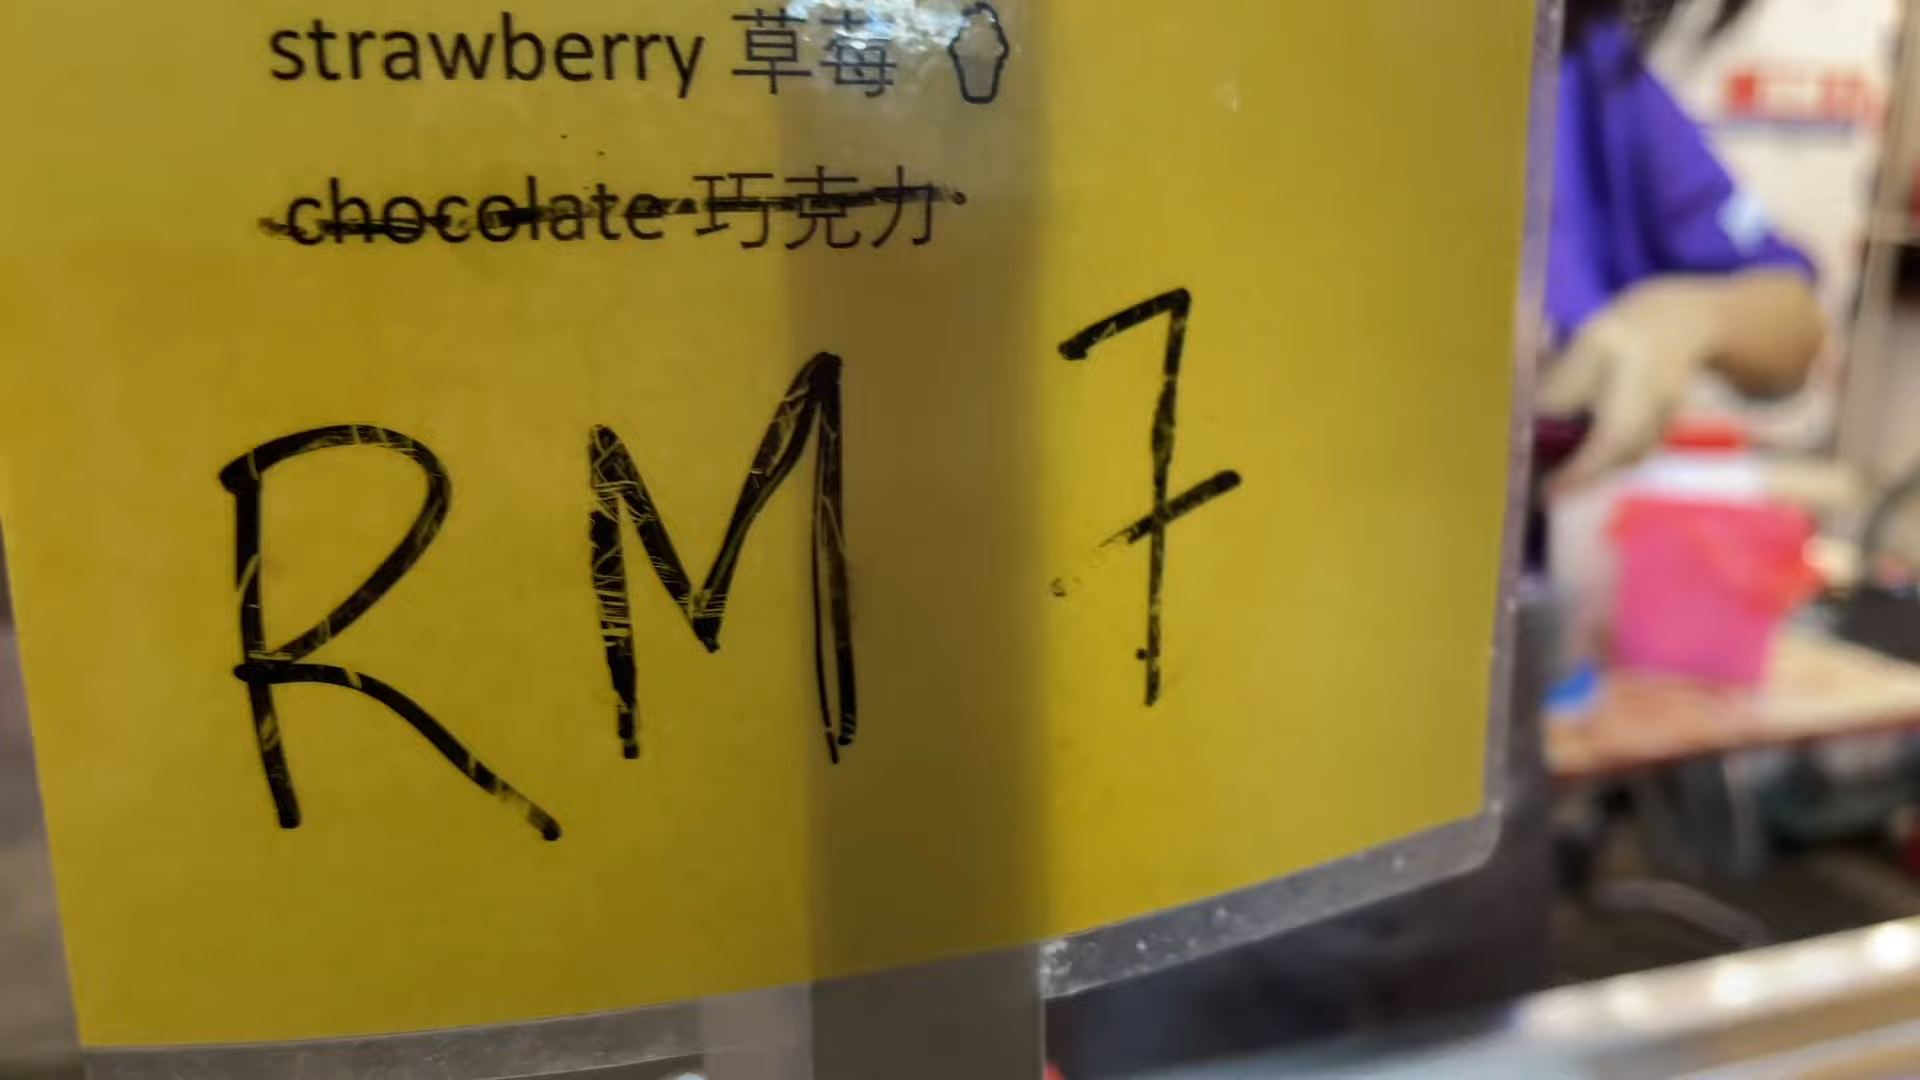 strawberry 草莓
chocolate 巧克力
RM 7